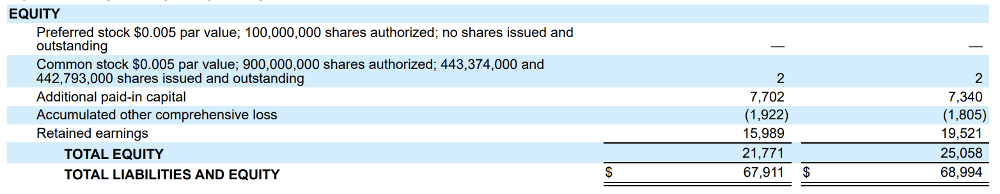 EQUITY
Preferred stock $0.005 par value; 100,000,000 shares authorized; no shares issued and
outstanding — —
Common stock $0.005 par value; 900,000,000 shares authorized; 443,374,000 and
442,793,000 shares issued and outstanding 2 2
Additional paid-in capital 7,702 7,340
Accumulated other comprehensive loss (1,922) (1,805)
Retained earnings 15,989 19,521
TOTAL EQUITY 21,771 25,058
TOTAL LIABILITIES AND EQUITY $ 67,911 $ 68,994